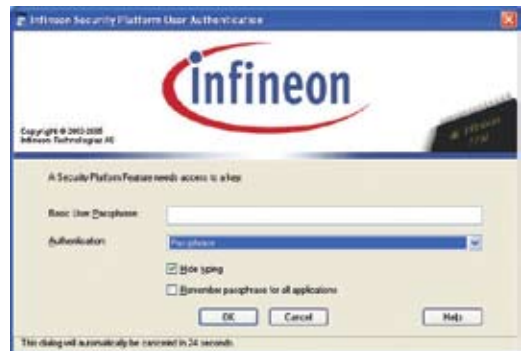 Infineon Security Platform User Authentication
infineon
Copyright © 2002-2005
Infineon Technologies AG
A Security Platform Feature needs access to a key
Basic User Passphrase
Authentication
Passphrase
Hide typing
Remember passphrase for all applications
OK
Cancel
Help
This dialog will automatically be canceled in 24 seconds